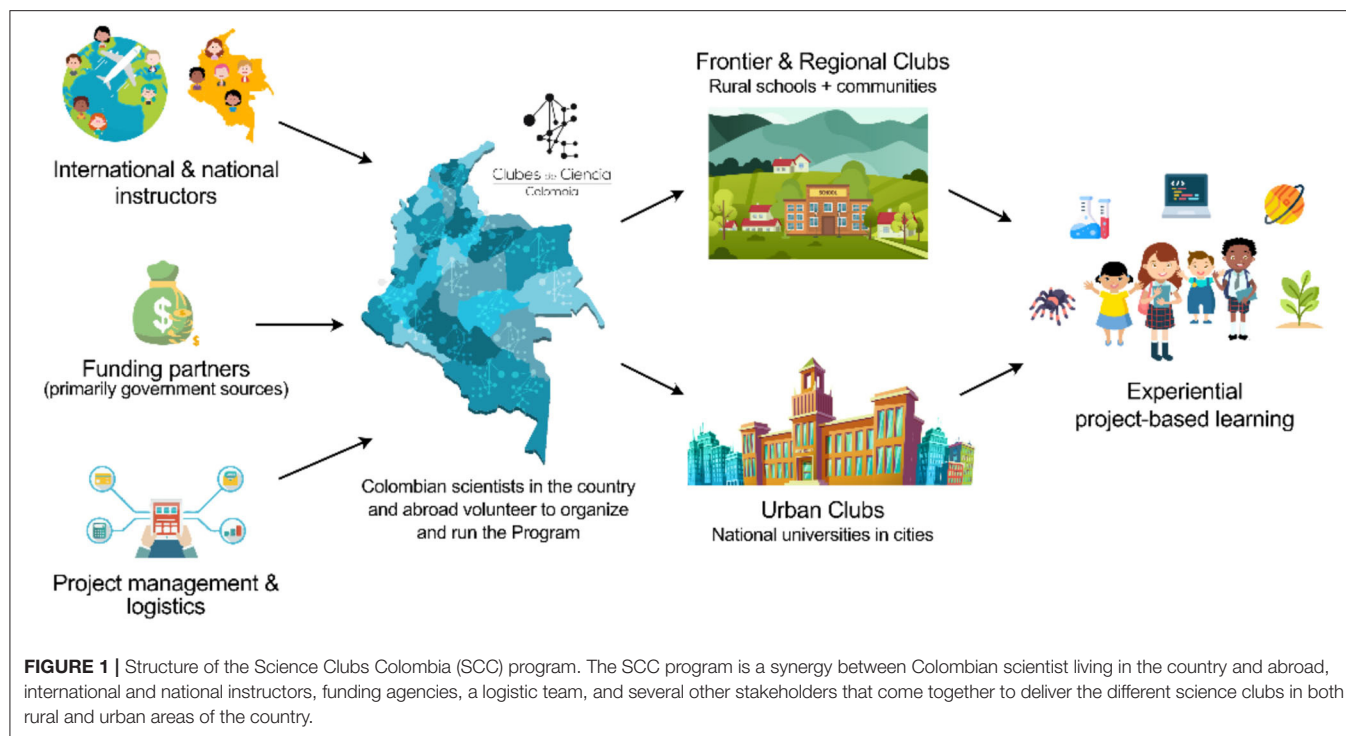 International & national
instructors
Funding partners
(primarily government sources)
Project management &
logistics
Clubes de Ciencia
Colombia
Colombian scientists in the country
and abroad volunteer to organize
and run the Program
Frontier & Regional Clubs
Rural schools + communities
SCHOOL
Urban Clubs
National universities in cities
Experiential
project-based learning
FIGURE 1 | Structure of the Science Clubs Colombia (SCC) program. The SCC program is a synergy between Colombian scientist living in the country and abroad,
international and national instructors, funding agencies, a logistic team, and several other stakeholders that come together to deliver the different science clubs in both
rural and urban areas of the country.